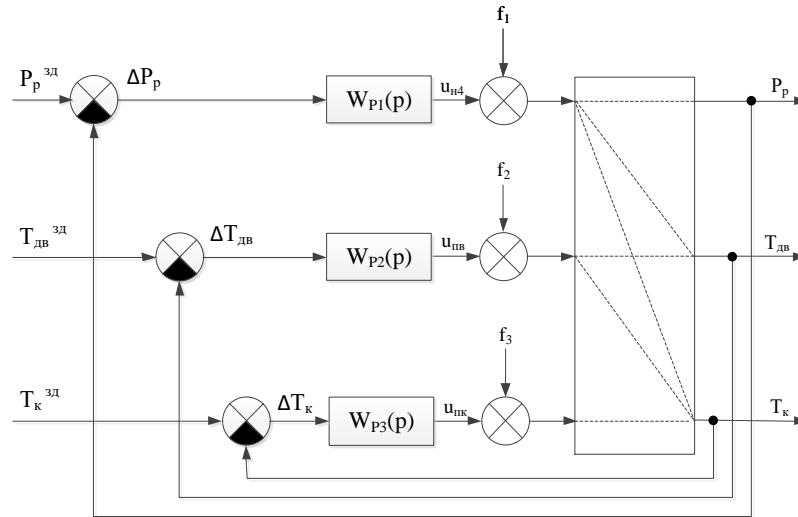 f₁
Pр ᶻᵈ
ΔPр
WP1(p)
uн4
Pр
f₂
Tдв зд
ΔTдв
WP2(p)
uпв
Tдв
f₃
Tк зд
ΔTк
WP3(p)
uпк
Tк